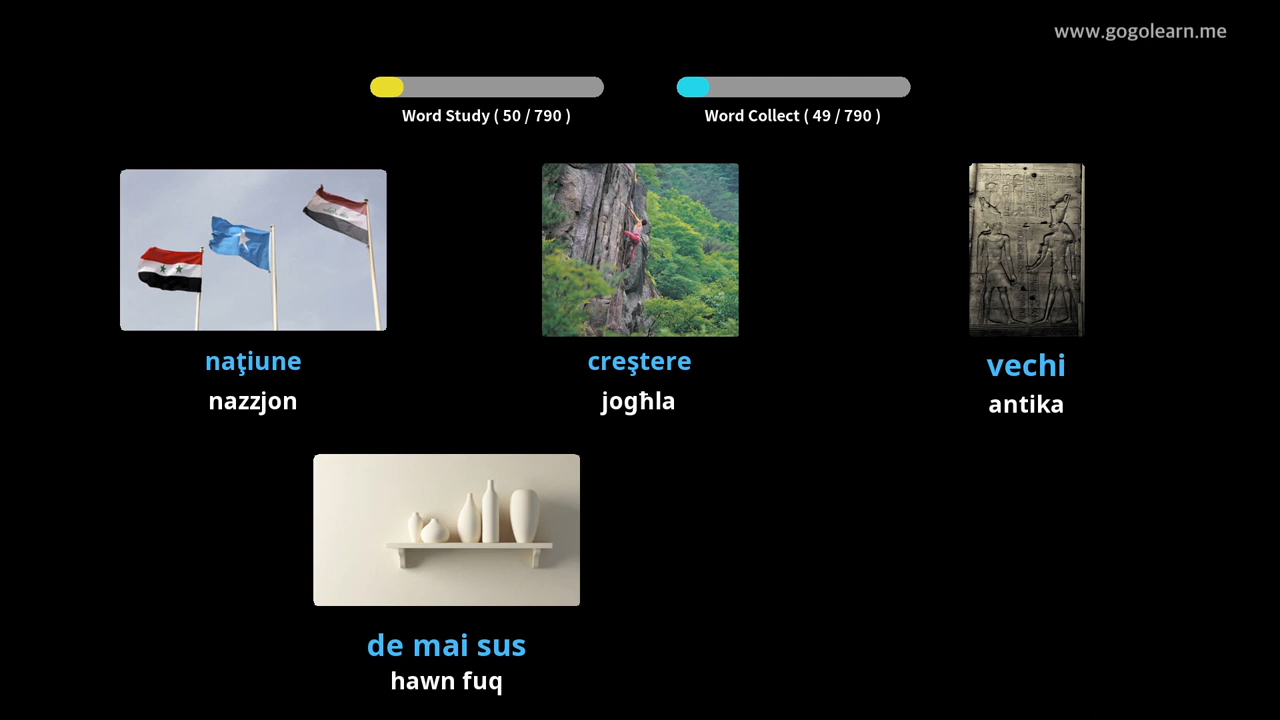 www.gogolearn.me
Word Study ( 50 / 790 )
Word Collect ( 49 / 790 )
naţiune
nazzjon
creştere
jogħla
vechi
antika
de mai sus
hawn fuq